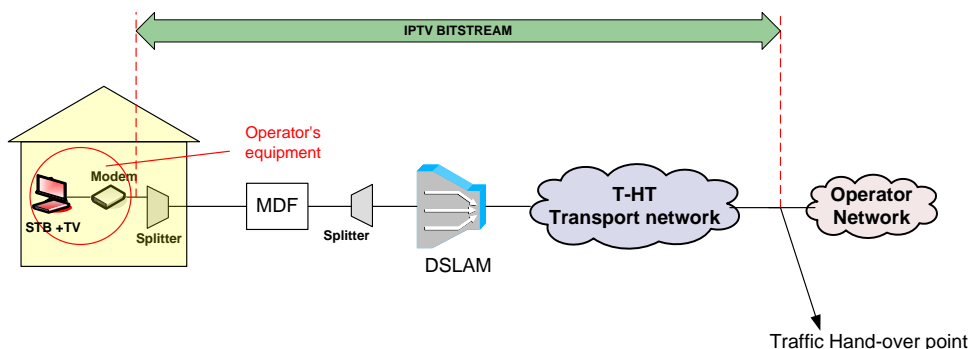 IPTV BITSTREAM
Operator's
equipment
Modem
STB +TV
Splitter
MDF
Splitter
DSLAM
T-HT
Transport network
Operator
Network
Traffic Hand-over point